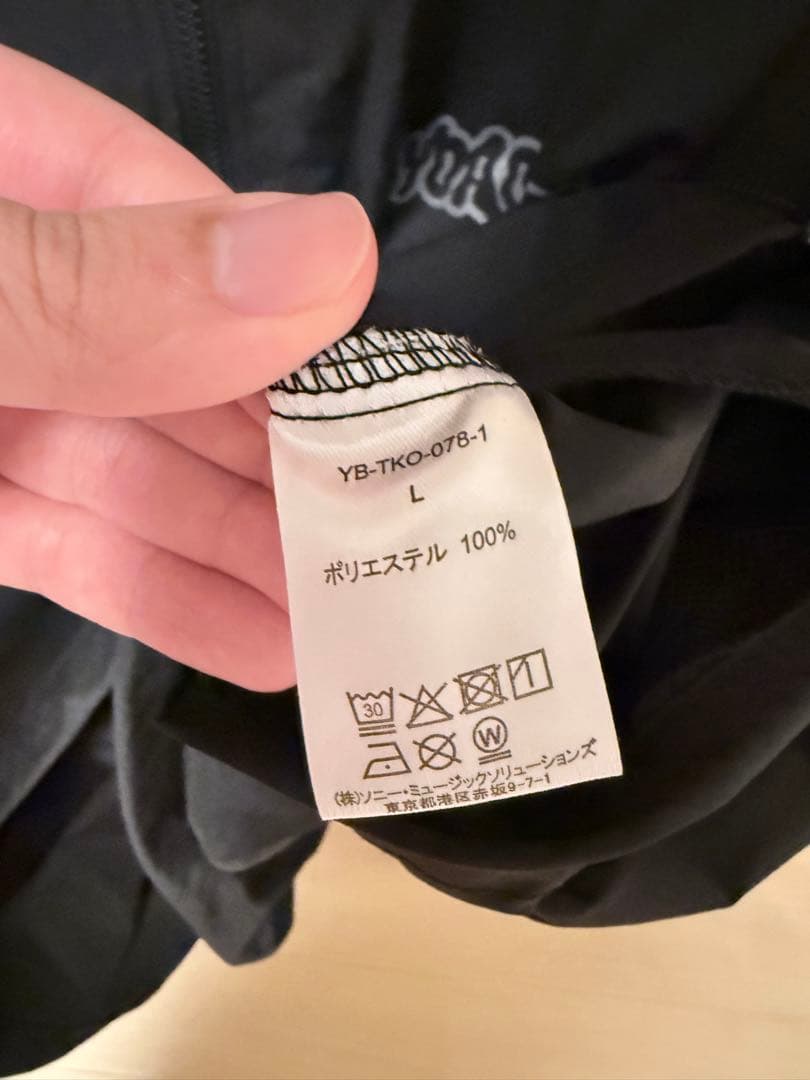 YB-TKO-078-1
L
ポリエステル 100%
30
W
(株)ソニー・ミュージックソリューションズ
東京都港区赤坂9-7-1